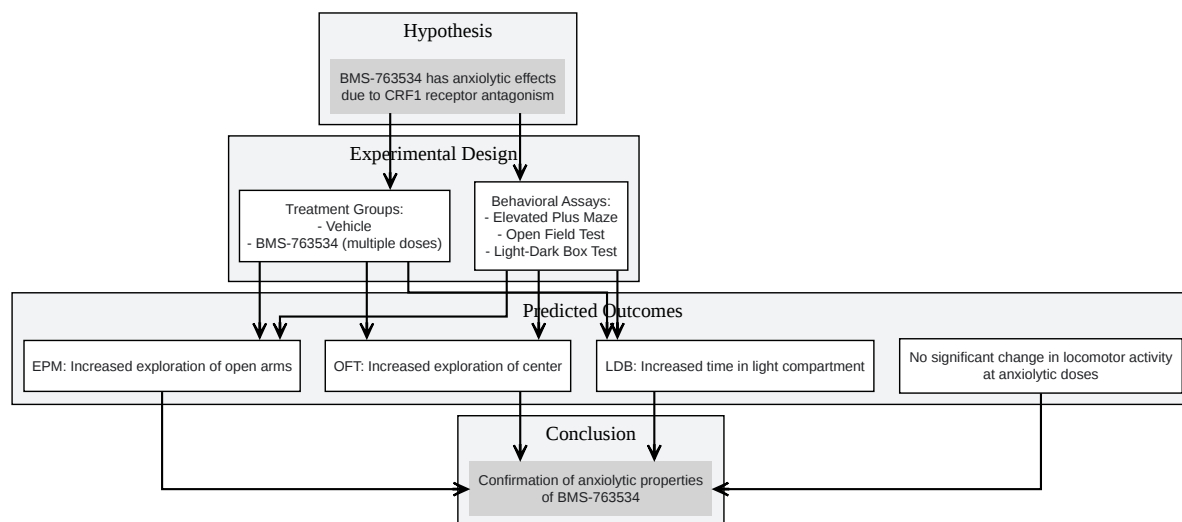 Hypothesis
BMS-763534 has anxiolytic effects
due to CRF1 receptor antagonism
Experimental Design
Treatment Groups:
- Vehicle
- BMS-763534 (multiple doses)
Behavioral Assays:
- Elevated Plus Maze
- Open Field Test
- Light-Dark Box Test
Predicted Outcomes
EPM: Increased exploration of open arms
OFT: Increased exploration of center
LDB: Increased time in light compartment
No significant change in locomotor activity
at anxiolytic doses
Conclusion
Confirmation of anxiolytic properties
of BMS-763534